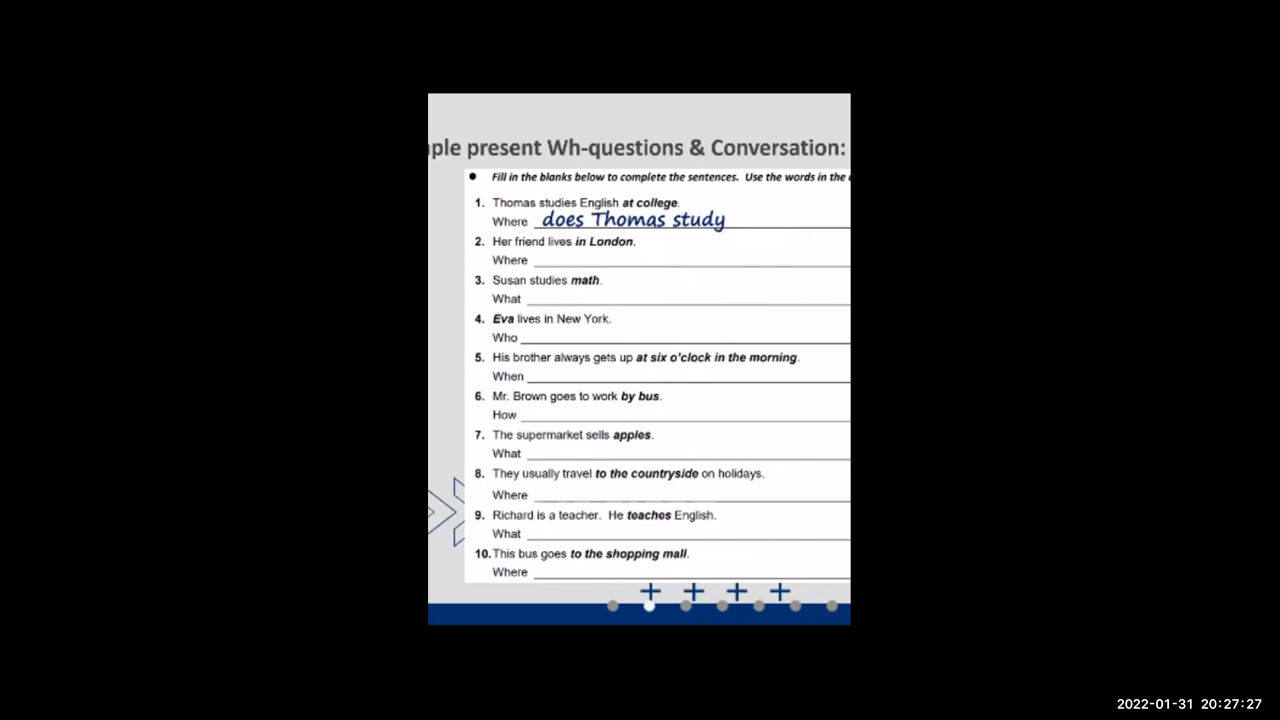 ple present Wh-questions & Conversation:
● Fill in the blanks below to complete the sentences. Use the words in the
1. Thomas studies English at college.
Where does Thomas study
2. Her friend lives in London.
Where
3. Susan studies math.
What
4. Eva lives in New York.
Who
5. His brother always gets up at six o'clock in the morning.
When
6. Mr. Brown goes to work by bus.
How
7. The supermarket sells apples.
What
8. They usually travel to the countryside on holidays.
Where
9. Richard is a teacher. He teaches English.
What
10. This bus goes to the shopping mall.
Where
2022-01-31 20:27:27